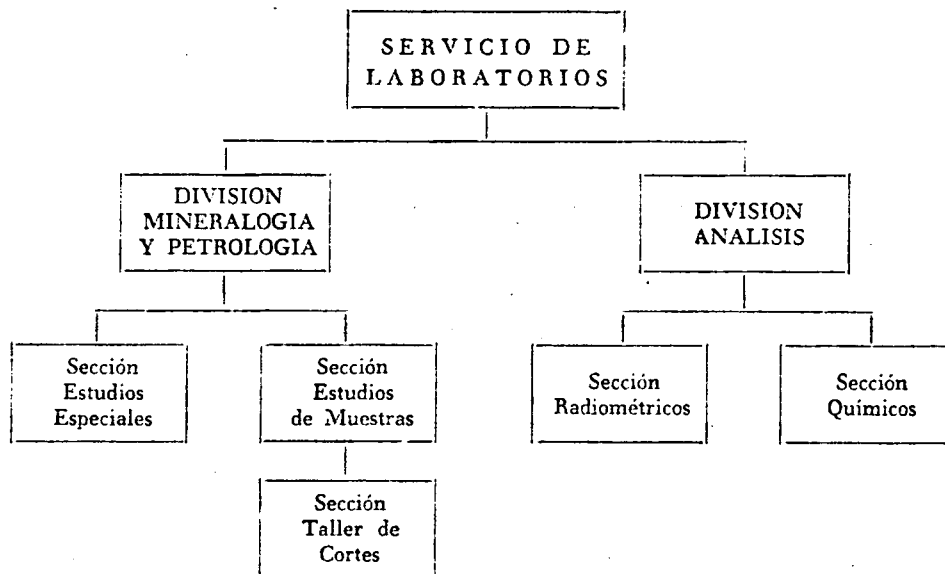 SERVICIO DE
LABORATORIOS
DIVISION
MINERALOGIA
Y PETROLOGIA
DIVISION
ANALISIS
Sección
Estudios
Especiales
Sección
Estudios
de Muestras
Sección
Radiométricos
Sección
Químicos
Sección
Taller de
Cortes